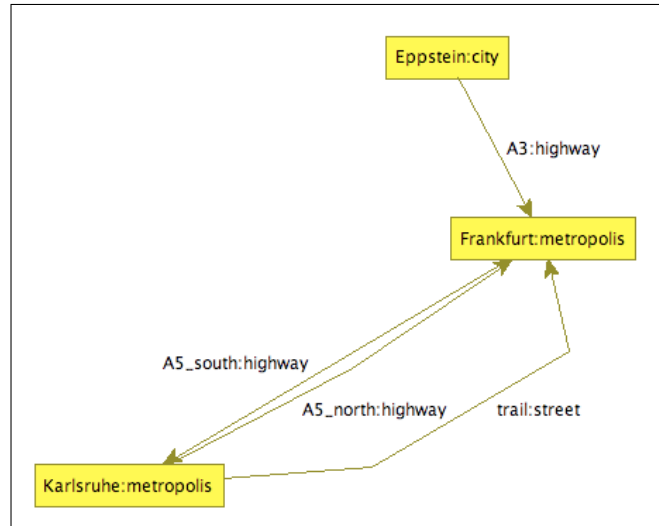 Eppstein:city
A3:highway
Frankfurt:metropolis
A5_south:highway
A5_north:highway
trail:street
Karlsruhe:metropolis